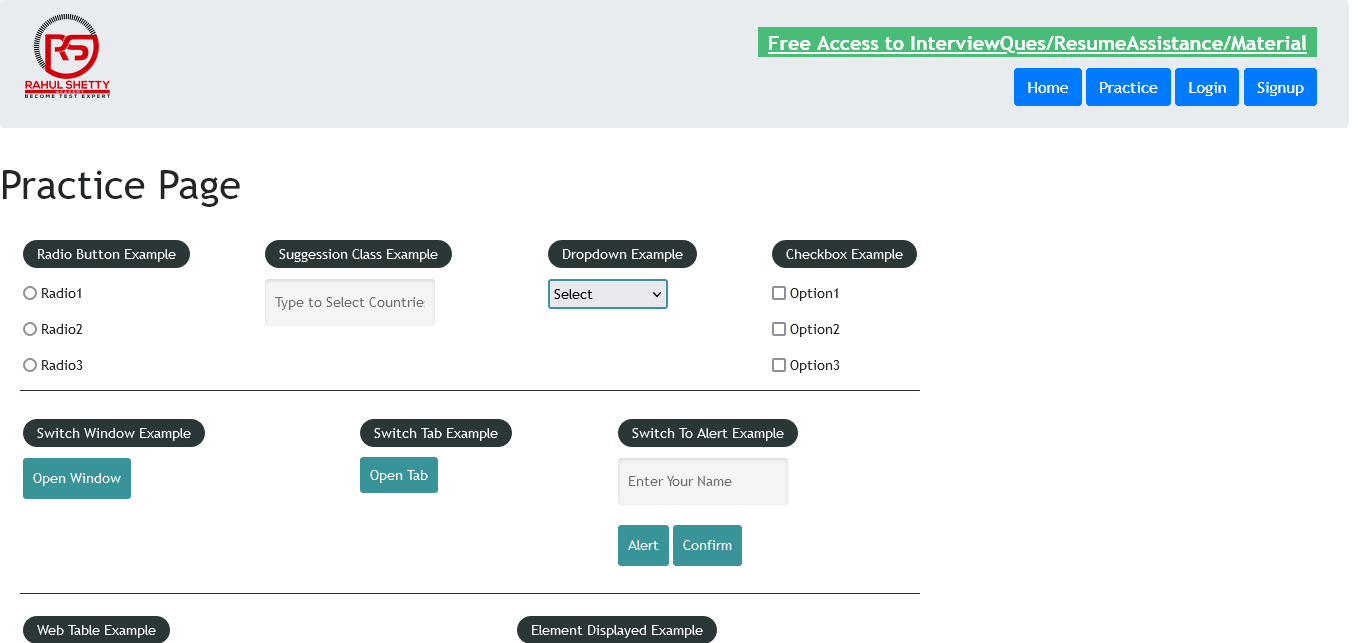 RAHUL SHETTY
ACADEMY
BECOME TEST EXPERT
Free Access to InterviewQues/ResumeAssistance/Material
Home Practice Login Signup
Practice Page
Radio Button Example Suggession Class Example Dropdown Example Checkbox Example
Radio1 Type to Select Countrie Select Option1
Radio2 Option2
Radio3 Option3
Switch Window Example Switch Tab Example Switch To Alert Example
Open Window Open Tab Enter Your Name
Alert Confirm
Web Table Example Element Displayed Example